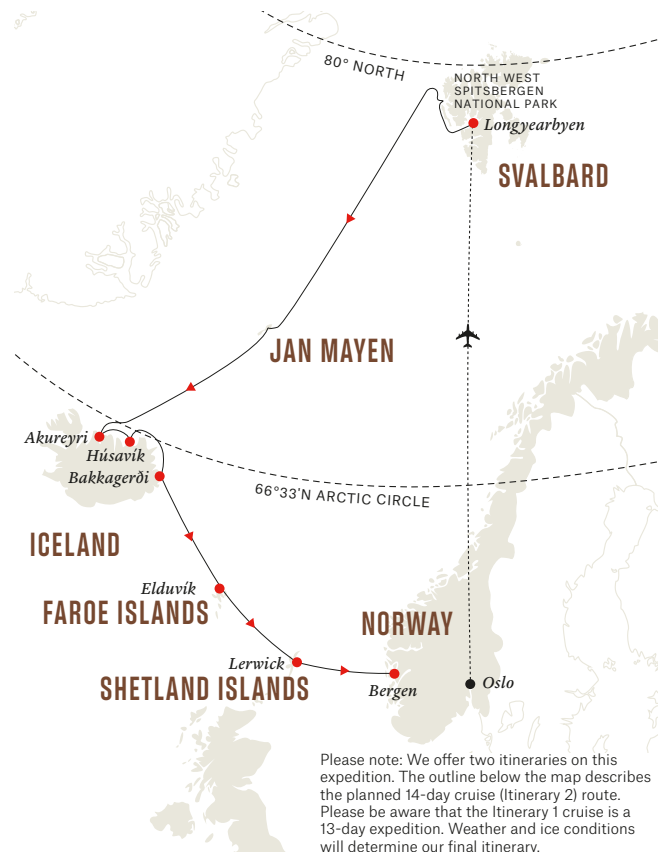 80° NORTH
NORTH WEST
SPITSBERGEN
NATIONAL PARK
Longyearbyen
SVALBARD
JAN MAYEN
Akureyri
Húsavík
Bakkagerði
66°33'N ARCTIC CIRCLE
ICELAND
Elduvík
FAROE ISLANDS
NORWAY
Lerwick
SHETLAND ISLANDS
Bergen
Oslo
Please note: We offer two itineraries on this
expedition. The outline below the map describes
the planned 14-day cruise (Itinerary 2) route.
Please be aware that the Itinerary 1 cruise is a
13-day expedition. Weather and ice conditions
will determine our final itinerary.